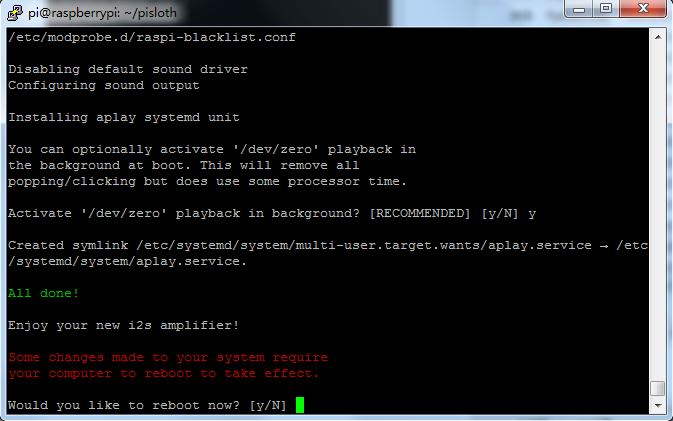 pi@raspberrypi: ~/pisloth
/etc/modprobe.d/raspi-blacklist.conf
Disabling default sound driver
Configuring sound output
Installing aplay systemd unit
You can optionally activate '/dev/zero' playback in
the background at boot. This will remove all
popping/clicking but does use some processor time.
Activate '/dev/zero' playback in background? [RECOMMENDED] [y/N] y
Created symlink /etc/systemd/system/multi-user.target.wants/aplay.service → /etc
/systemd/system/aplay.service.
All done!
Enjoy your new i2s amplifier!
Some changes made to your system require
your computer to reboot to take effect.
Would you like to reboot now? [y/N]